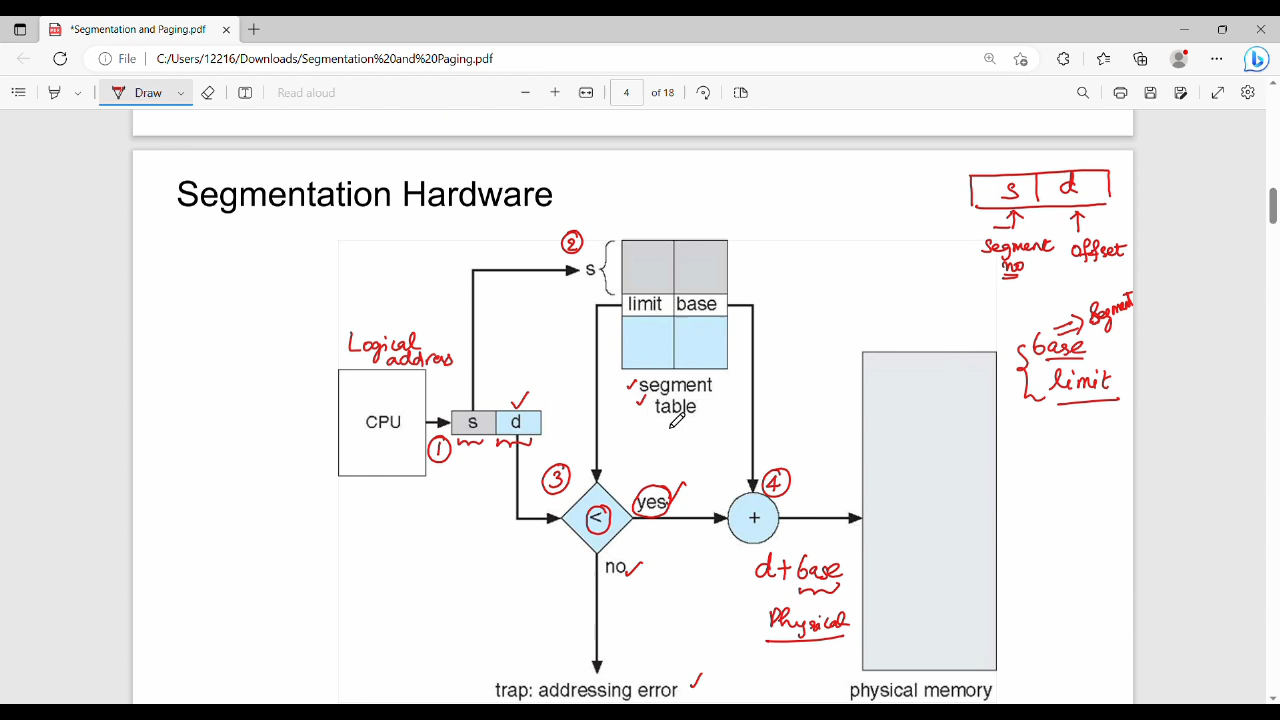 *Segmentation and Paging.pdf
File
C:/Users/12216/Downloads/Segmentation%20and%20Paging.pdf
Draw
Read aloud
4
of 18
Segmentation Hardware
s d
segment no
offset
2
s
limit base
base ⇒ Segment
limit
Logical address
segment
table
CPU
s d
1
3
yes
4
<
+
no
d + base
Physical
trap: addressing error
physical memory